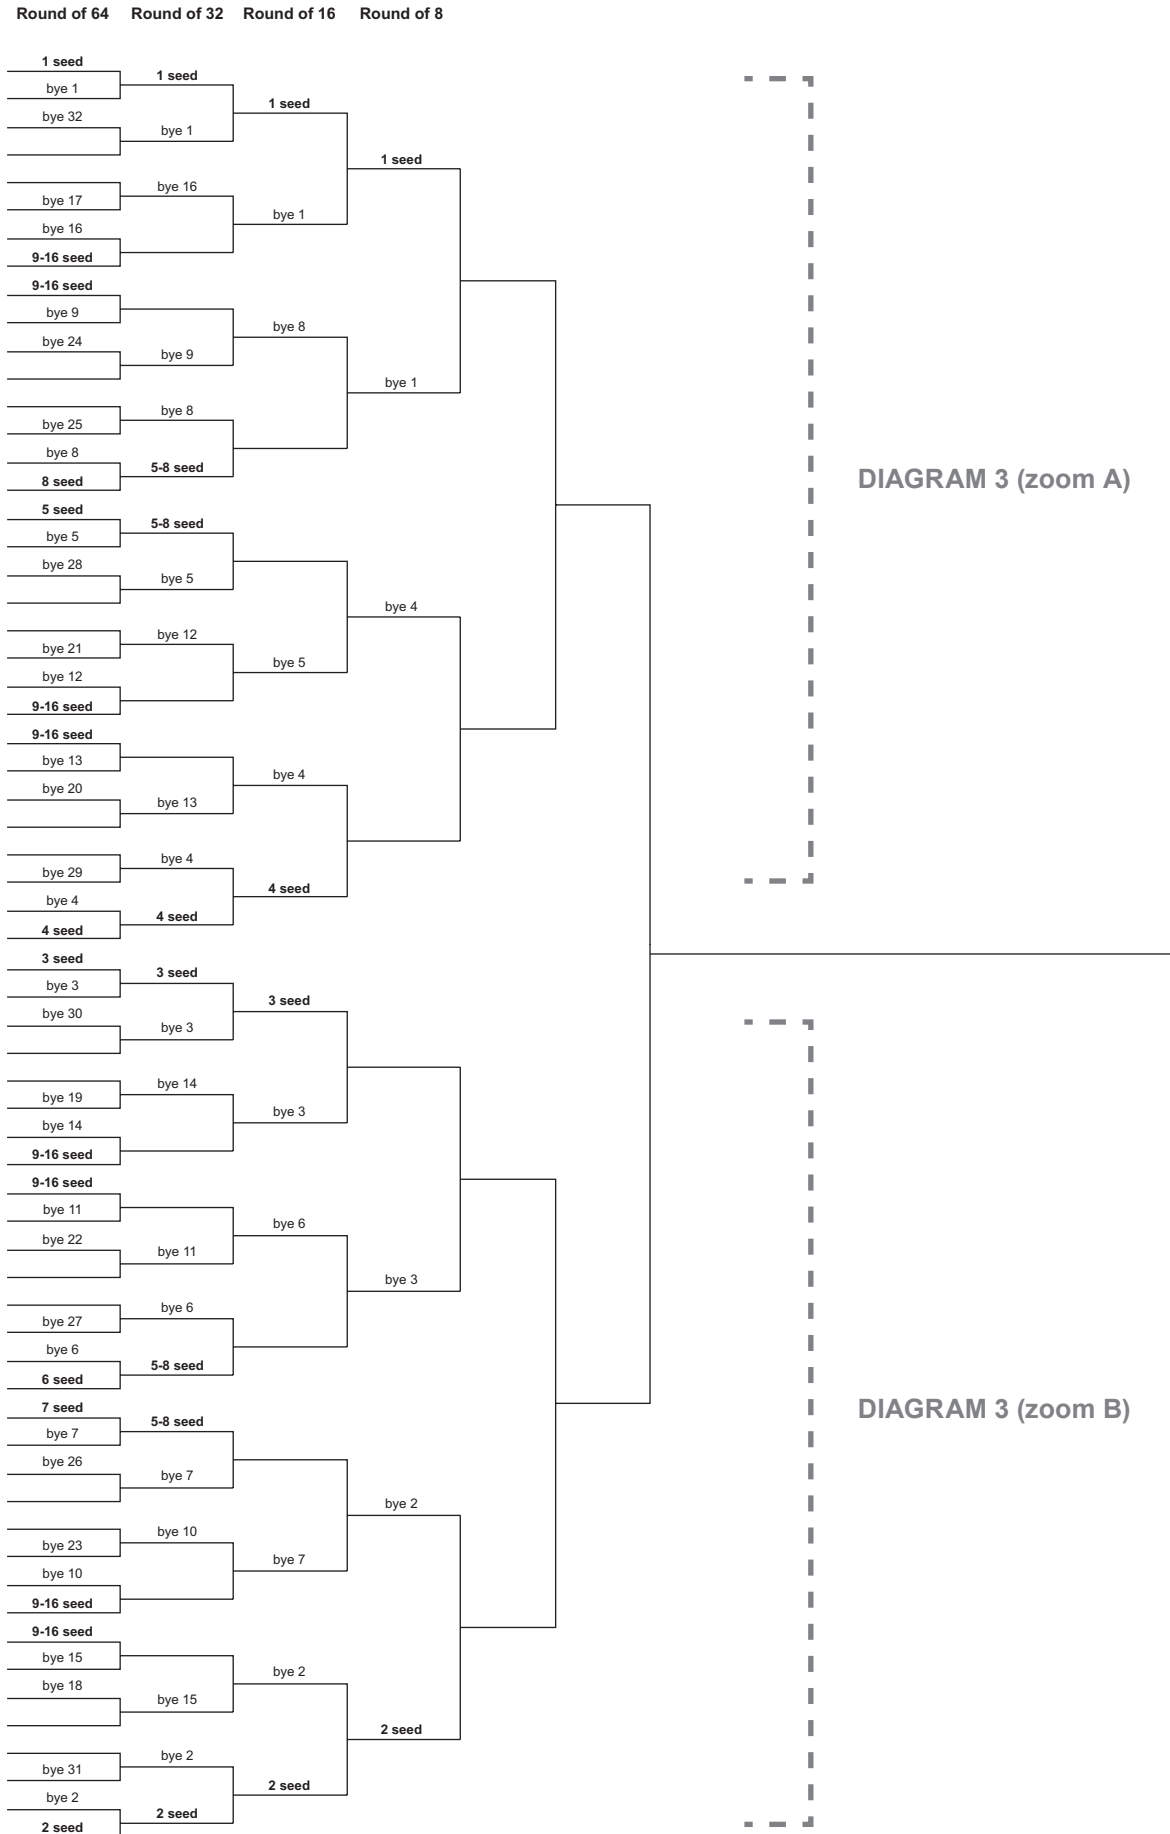 Round of 64 Round of 32 Round of 16 Round of 8
1 seed
1 seed
bye 1
1 seed
bye 32
bye 1
1 seed
bye 16
bye 17
bye 1
bye 16
9-16 seed
9-16 seed
bye 9
bye 8
bye 24
bye 9
bye 1
bye 8
bye 25
bye 8
5-8 seed
8 seed
DIAGRAM 3 (zoom A)
5 seed
5-8 seed
bye 5
bye 28
bye 5
bye 4
bye 12
bye 21
bye 5
bye 12
9-16 seed
9-16 seed
bye 13
bye 4
bye 20
bye 13
bye 4
bye 29
4 seed
bye 4
4 seed
4 seed
3 seed
3 seed
bye 3
3 seed
bye 30
bye 3
bye 14
bye 19
bye 3
bye 14
9-16 seed
9-16 seed
bye 11
bye 6
bye 22
bye 11
bye 3
bye 6
bye 27
bye 6
5-8 seed
6 seed
7 seed
DIAGRAM 3 (zoom B)
5-8 seed
bye 7
bye 26
bye 7
bye 2
bye 10
bye 23
bye 7
bye 10
9-16 seed
9-16 seed
bye 15
bye 2
bye 18
bye 15
2 seed
bye 2
bye 31
2 seed
bye 2
2 seed
2 seed